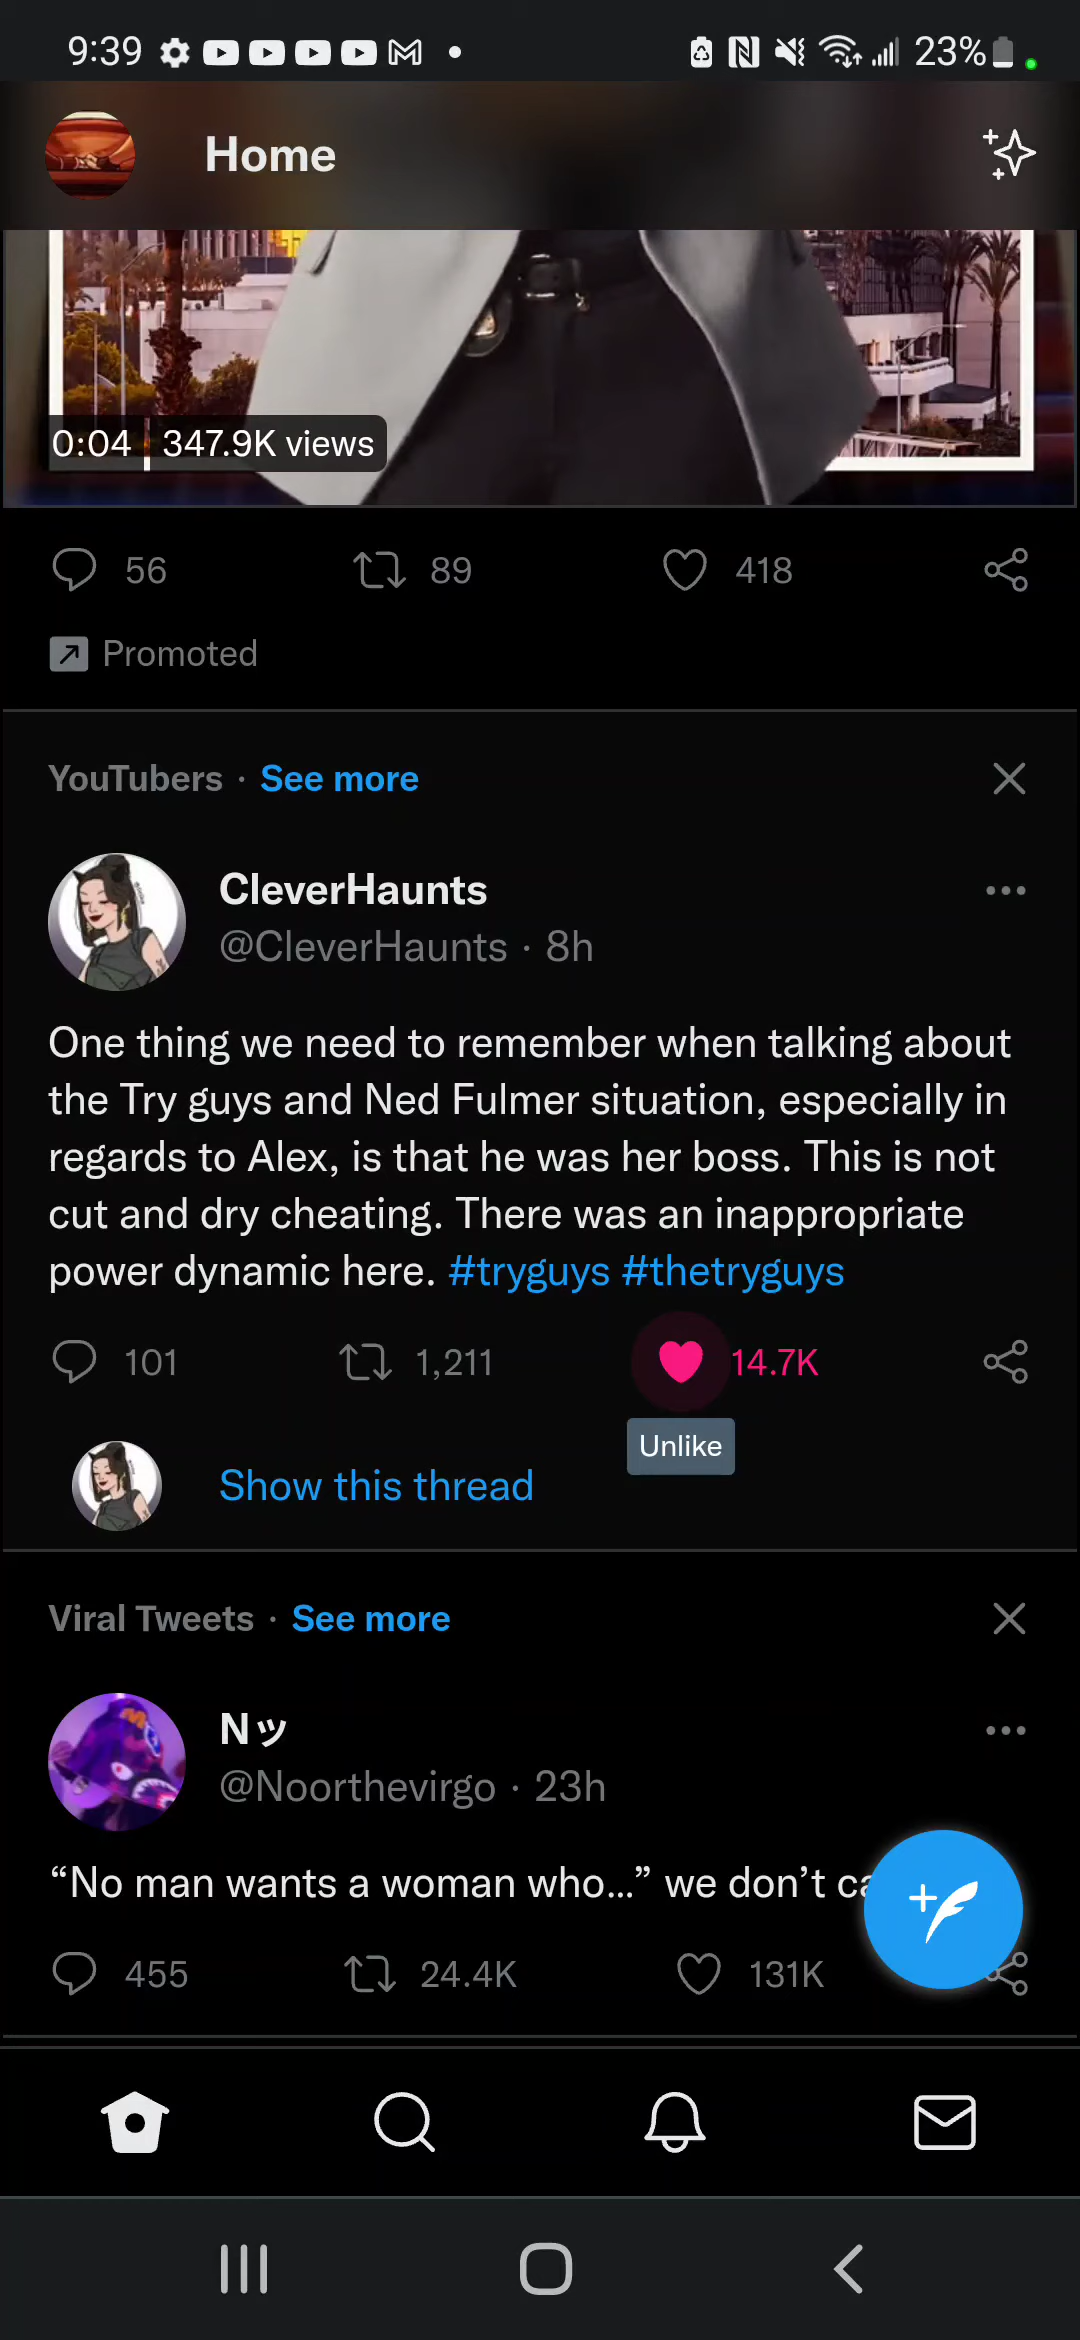 9:39
23%
Home
0:04 | 347.9K views
56 89 418
Promoted
YouTubers · See more
CleverHaunts
@CleverHaunts · 8h
One thing we need to remember when talking about
the Try guys and Ned Fulmer situation, especially in
regards to Alex, is that he was her boss. This is not
cut and dry cheating. There was an inappropriate
power dynamic here. #tryguys #thetryguys
101 1,211 14.7K
Unlike
Show this thread
Viral Tweets · See more
Nッ
@Noorthevirgo · 23h
“No man wants a woman who...” we don’t
455 24.4K 131K